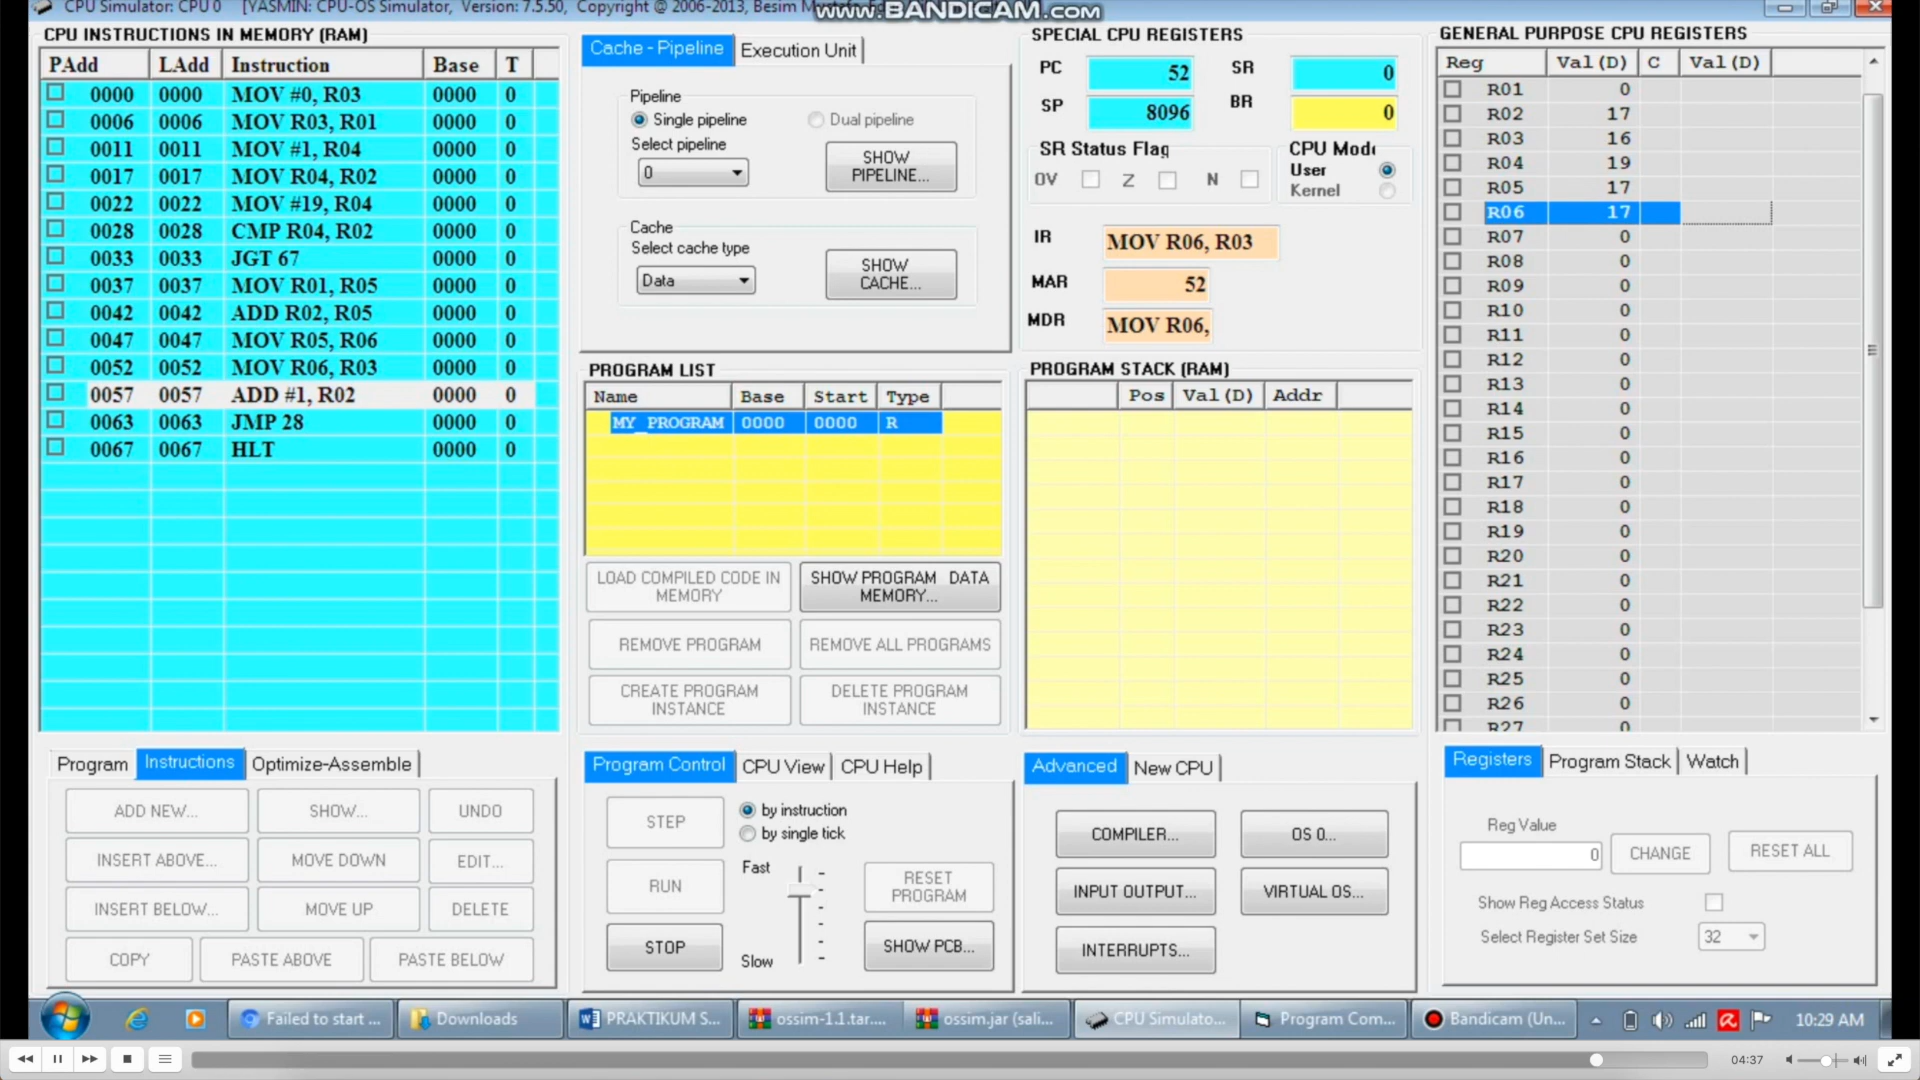 CPU Simulator: CPU 0 [YASMIN: CPU-OS Simulator, Version: 7.5.50, Copyright @ 2006-2013, Besim
www.BANDICAM.com
CPU INSTRUCTIONS IN MEMORY (RAM)
PAdd LAdd Instruction Base T
0000 0000 MOV #0, R03 0000 0
0006 0006 MOV R03, R01 0000 0
0011 0011 MOV #1, R04 0000 0
0017 0017 MOV R04, R02 0000 0
0022 0022 MOV #19, R04 0000 0
0028 0028 CMP R04, R02 0000 0
0033 0033 JGT 67 0000 0
0037 0037 MOV R01, R05 0000 0
0042 0042 ADD R02, R05 0000 0
0047 0047 MOV R05, R06 0000 0
0052 0052 MOV R06, R03 0000 0
0057 0057 ADD #1, R02 0000 0
0063 0063 JMP 28 0000 0
0067 0067 HLT 0000 0
Program Instructions Optimize-Assemble
ADD NEW... SHOW... UNDO
INSERT ABOVE... MOVE DOWN EDIT...
INSERT BELOW... MOVE UP DELETE
COPY PASTE ABOVE PASTE BELOW
Cache - Pipeline Execution Unit
Pipeline
Single pipeline Dual pipeline
Select pipeline
0
SHOW
PIPELINE...
Cache
Select cache type
Data
SHOW
CACHE...
PROGRAM LIST
Name Base Start Type
MY_PROGRAM 0000 0000 R
LOAD COMPILED CODE IN
MEMORY
SHOW PROGRAM DATA
MEMORY...
REMOVE PROGRAM REMOVE ALL PROGRAMS
CREATE PROGRAM
INSTANCE
DELETE PROGRAM
INSTANCE
Program Control CPU View CPU Help
STEP
by instruction
by single tick
RUN
Fast
RESET
PROGRAM
STOP
Slow
SHOW PCB...
SPECIAL CPU REGISTERS
PC 52 SR 0
SP 8096 BR 0
SR Status Flag
OV Z N
CPU Mod
User
Kernel
IR MOV R06, R03
MAR 52
MDR MOV R06,
PROGRAM STACK (RAM)
Pos Val (D) Addr
Advanced New CPU
COMPILER... OS 0...
INPUT OUTPUT... VIRTUAL OS...
INTERRUPTS...
GENERAL PURPOSE CPU REGISTERS
Reg Val (D) C Val (D)
R01 0
R02 17
R03 16
R04 19
R05 17
R06 17
R07 0
R08 0
R09 0
R10 0
R11 0
R12 0
R13 0
R14 0
R15 0
R16 0
R17 0
R18 0
R19 0
R20 0
R21 0
R22 0
R23 0
R24 0
R25 0
R26 0
R27 0
Registers Program Stack Watch
Reg Value
0 CHANGE RESET ALL
Show Reg Access Status
Select Register Set Size 32
Failed to start ... Downloads PRAKTIKUM S... ossim-1.1.tar.... ossim.jar (sali... CPU Simulato... Program Com... Bandicam (Un... 10:29 AM
04:37